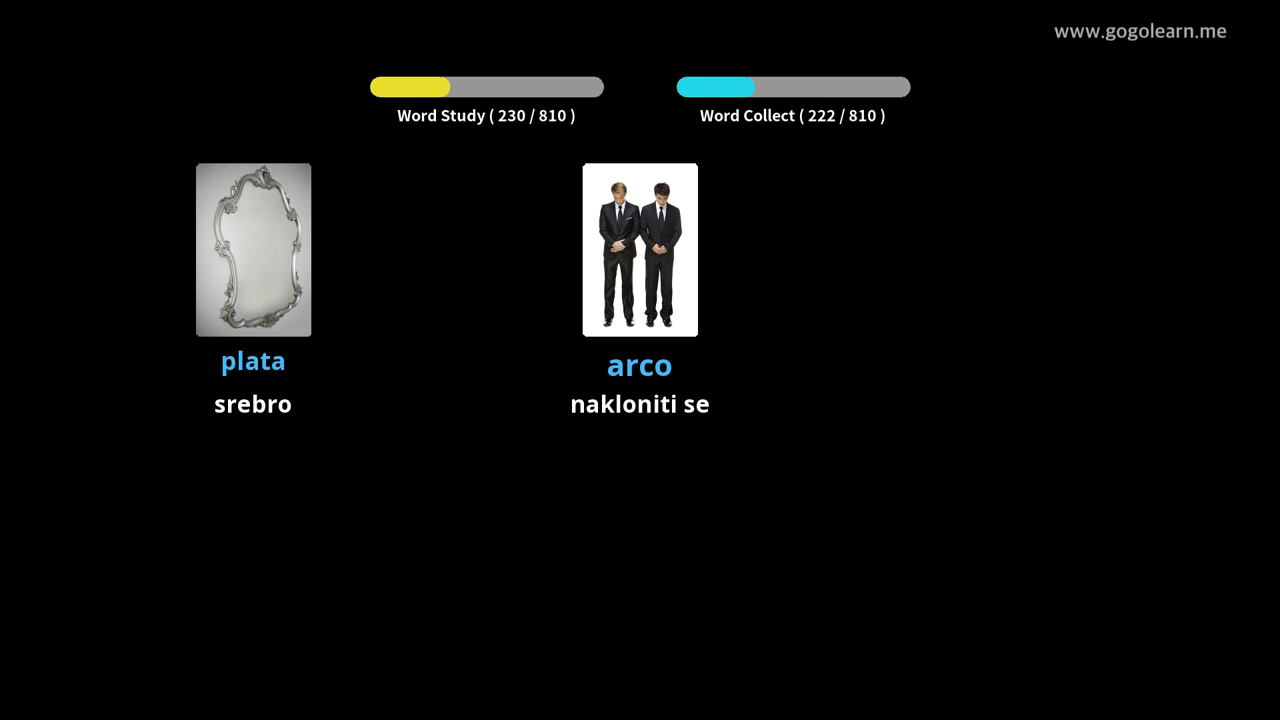 www.gogolearn.me
Word Study ( 230 / 810 )
Word Collect ( 222 / 810 )
plata
srebro
arco
nakloniti se